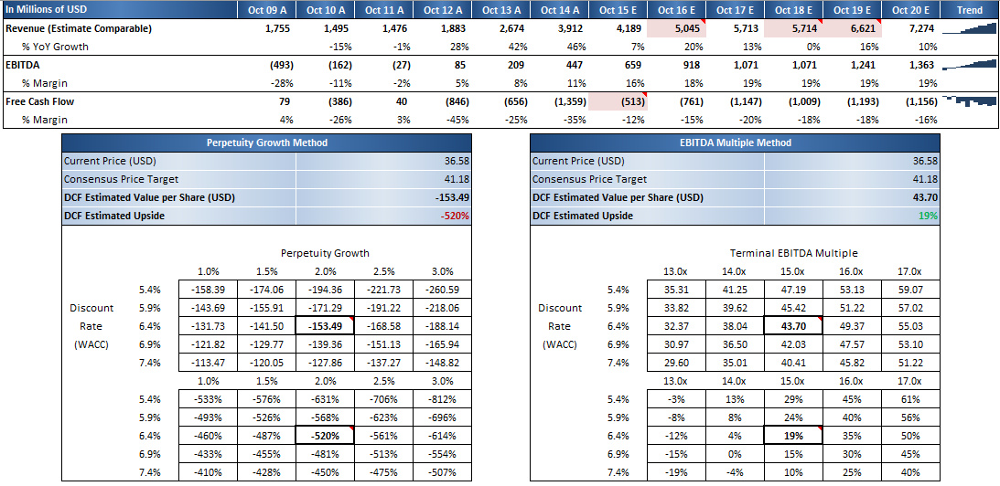 In Millions of USD Oct 09 A Oct 10 A Oct 11 A Oct 12 A Oct 13 A Oct 14 A Oct 15 E Oct 16 E Oct 17 E Oct 18 E Oct 19 E Oct 20 E Trend
Revenue (Estimate Comparable) 1,755 1,495 1,476 1,883 2,674 3,912 4,189 5,045 5,713 5,714 6,621 7,274
% YoY Growth -15% -1% 28% 42% 46% 7% 20% 13% 0% 16% 10%
EBITDA (493) (162) (27) 85 209 447 659 918 1,071 1,071 1,241 1,363
% Margin -28% -11% -2% 5% 8% 11% 16% 18% 19% 19% 19% 19%
Free Cash Flow 79 (386) 40 (846) (656) (1,359) (513) (761) (1,147) (1,009) (1,193) (1,156)
% Margin 4% -26% 3% -45% -25% -35% -12% -15% -20% -18% -18% -16%
Perpetuity Growth Method
Current Price (USD) 36.58
Consensus Price Target 41.18
DCF Estimated Value per Share (USD) -153.49
DCF Estimated Upside -520%
Perpetuity Growth
1.0% 1.5% 2.0% 2.5% 3.0%
5.4% -158.39 -174.06 -194.36 -221.73 -260.59
Discount 5.9% -143.69 -155.91 -171.29 -191.22 -218.06
Rate 6.4% -131.73 -141.50 -153.49 -168.58 -188.14
(WACC) 6.9% -121.82 -129.77 -139.36 -151.13 -165.94
7.4% -113.47 -120.05 -127.86 -137.27 -148.82
1.0% 1.5% 2.0% 2.5% 3.0%
5.4% -533% -576% -631% -706% -812%
5.9% -493% -526% -568% -623% -696%
6.4% -460% -487% -520% -561% -614%
6.9% -433% -455% -481% -513% -554%
7.4% -410% -428% -450% -475% -507%
EBITDA Multiple Method
Current Price (USD) 36.58
Consensus Price Target 41.18
DCF Estimated Value per Share (USD) 43.70
DCF Estimated Upside 19%
Terminal EBITDA Multiple
13.0x 14.0x 15.0x 16.0x 17.0x
5.4% 35.31 41.25 47.19 53.13 59.07
Discount 5.9% 33.82 39.62 45.42 51.22 57.02
Rate 6.4% 32.37 38.04 43.70 49.37 55.03
(WACC) 6.9% 30.97 36.50 42.03 47.57 53.10
7.4% 29.60 35.01 40.41 45.82 51.22
13.0x 14.0x 15.0x 16.0x 17.0x
5.4% -3% 13% 29% 45% 61%
5.9% -8% 8% 24% 40% 56%
6.4% -12% 4% 19% 35% 50%
6.9% -15% 0% 15% 30% 45%
7.4% -19% -4% 10% 25% 40%